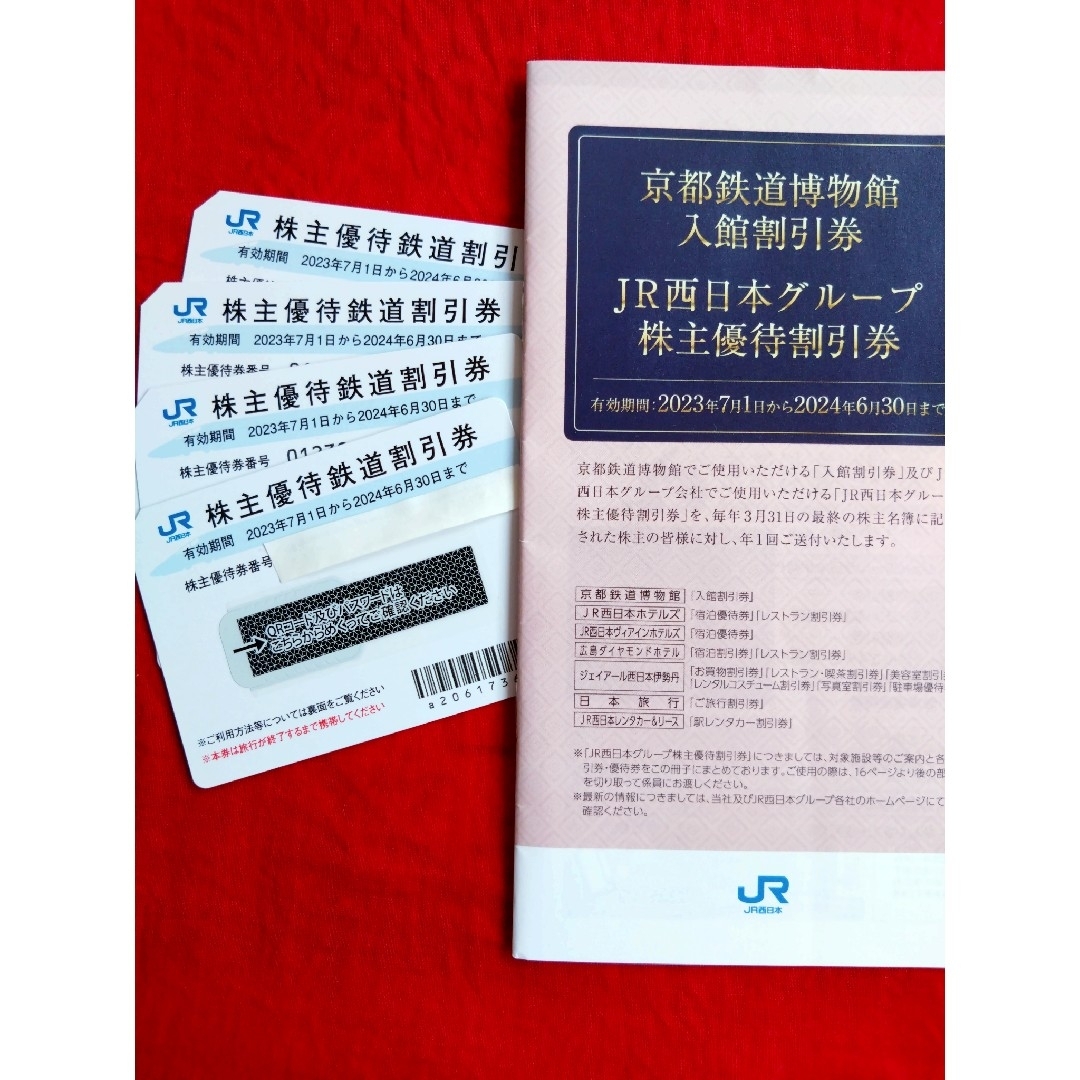 JR
JR西日本
株主優待鉄道割引
有効期間 2023年7月1日から2024年6月
JR
JR西日本
株主優待鉄道割引券
有効期間 2023年7月1日から2024年6月30日まで
株主優待券番号
JR
JR西日本
株主優待鉄道割引券
有効期間 2023年7月1日から2024年6月30日まで
株主優待券番号
JR
JR西日本
株主優待鉄道割引券
有効期間 2023年7月1日から2024年6月30日まで
株主優待券番号
QRコード及びパスワードは
こちらからめくってご確認ください
a2061736
※ご利用方法等については裏面をご覧ください
※本券は旅行が終了するまで携帯してください
京都鉄道博物館
入館割引券
JR西日本グループ
株主優待割引券
有効期間:2023年7月1日から2024年6月30日まで
京都鉄道博物館でご使用いただける「入館割引券」及びJ
西日本グループ会社でご使用いただける「JR西日本グルー
株主優待割引券」を、毎年3月31日の最終の株主名簿に記
された株主の皆様に対し、年1回ご送付いたします。
京都鉄道博物館 「入館割引券」
JR西日本ホテルズ 「宿泊優待券」「レストラン割引券」
JR西日本ヴィアインホテルズ 「宿泊優待券」
広島ダイヤモンドホテル 「宿泊割引券」「レストラン割引券」
ジェイアール西日本伊勢丹 「お買物割引券」「レストラン・喫茶割引券」「美容室割引
「レンタルコスチューム割引券」「写真室割引券」「駐車場優待
日本旅行 「ご旅行割引券」
JR西日本レンタカー&リース 「駅レンタカー割引券」
※「JR西日本グループ株主優待割引券」につきましては、対象施設等のご案内と各
引券・優待券をこの冊子にまとめております。ご使用の際は、16ページより後の部
を切り取って係員にお渡しください。
※最新の情報につきましては、当社及びJR西日本グループ各社のホームページにて
確認ください。
JR
JR西日本